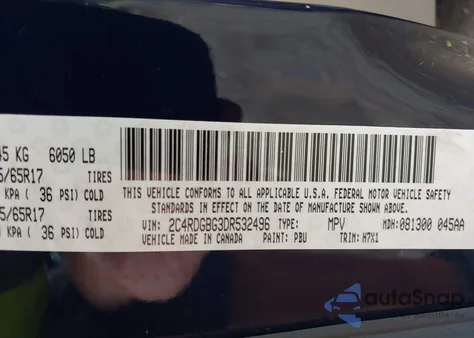 45 KG 6050 LB
5/65R17 TIRES
KPA ( 36 PSI) COLD
5/65R17 TIRES
KPA ( 36 PSI) COLD
THIS VEHICLE CONFORMS TO ALL APPLICABLE U.S.A. FEDERAL MOTOR VEHICLE SAFETY
STANDARDS IN EFFECT ON THE DATE OF MANUFACTURE SHOWN ABOVE.
VIN: 2C4RDGBG3DR532496 TYPE: MPV MDH: 081300 045AA
VEHICLE MADE IN CANADA PAINT: PBU TRIM: H7X1
autoSnap